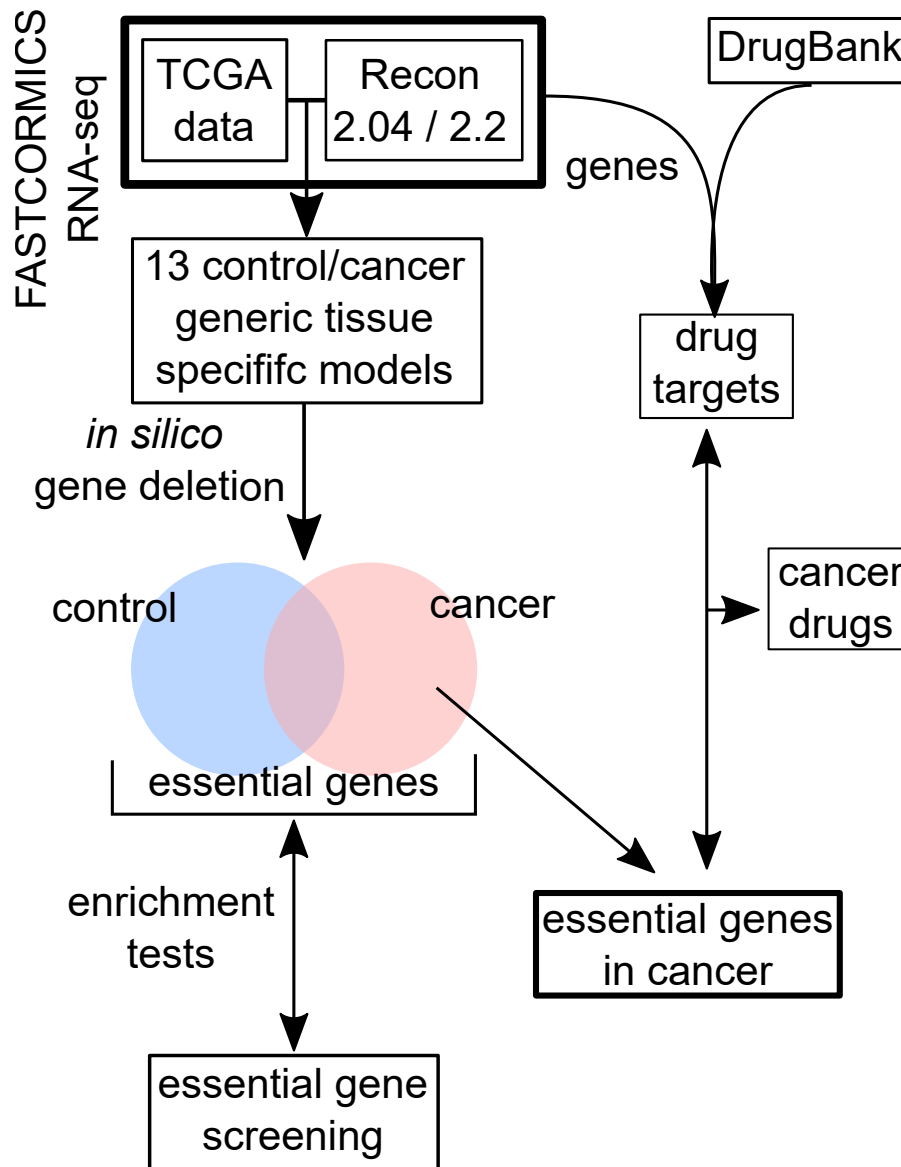 FASTCORMICS
RNA-seq
TCGA
data
Recon
2.04 / 2.2
DrugBank
genes
13 control/cancer
generic tissue
specififc models
drug
targets
in silico
gene deletion
control
cancer
cancer
drugs
essential genes
enrichment
tests
essential genes
in cancer
essential gene
screening